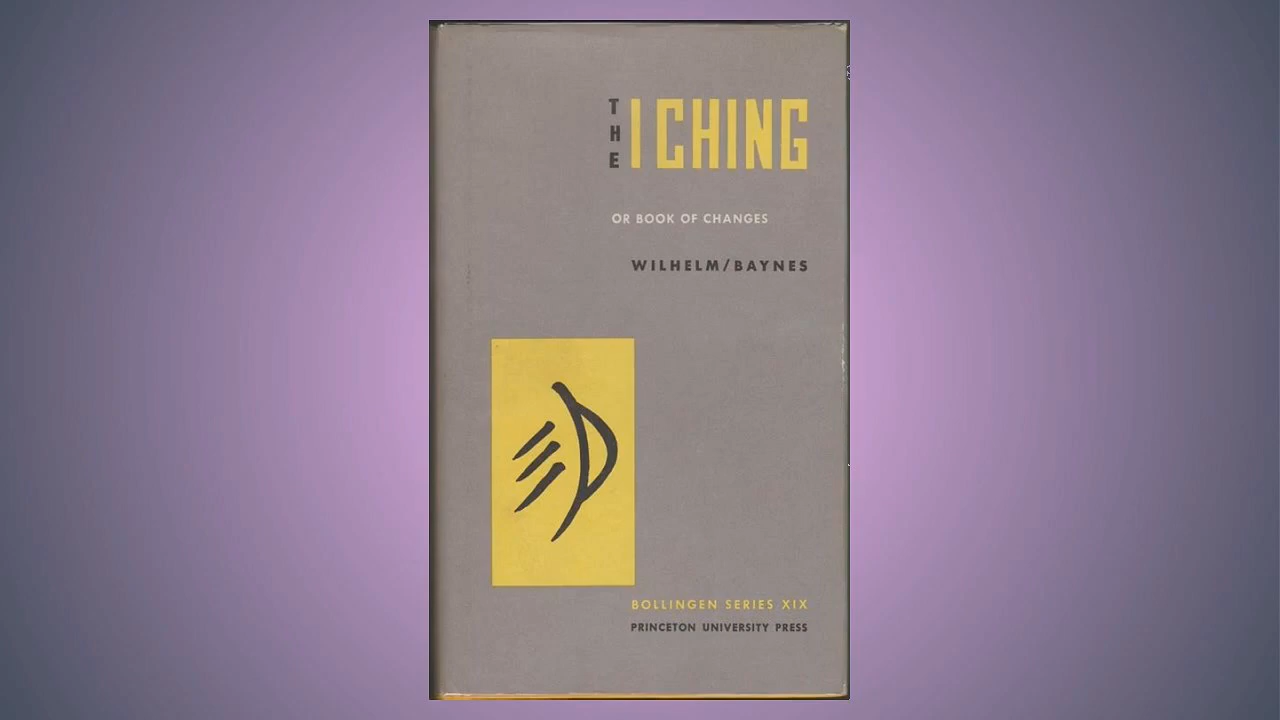 THE I CHING
OR BOOK OF CHANGES
WILHELM/BAYNES
BOLLINGEN SERIES XIX
PRINCETON UNIVERSITY PRESS